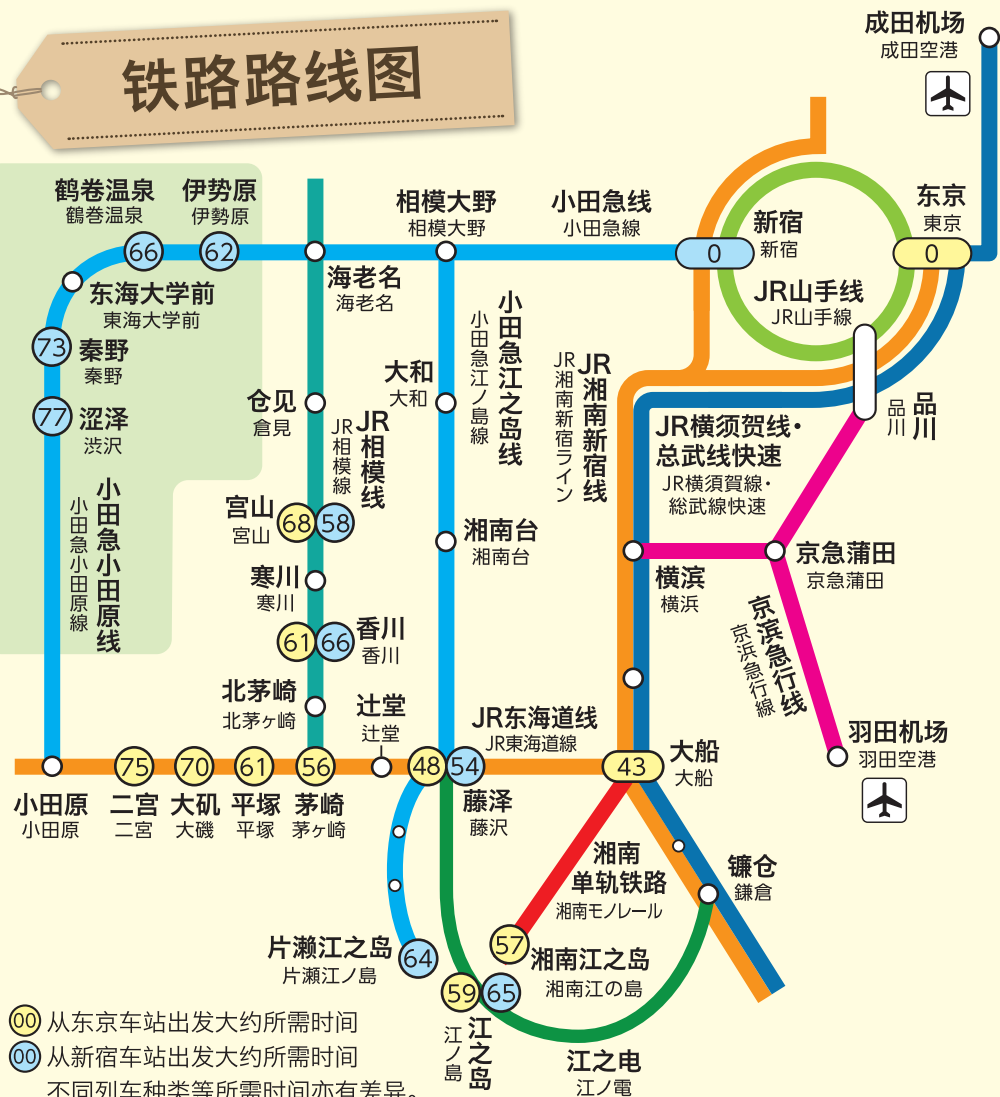 铁路路线图
成田机场
成田空港
鹤卷温泉
鶴巻温泉
伊势原
伊勢原
66
62
东海大学前
東海大学前
73
秦野
秦野
77
涩泽
渋沢
小田急小田原线
小田急小田原線
海老名
海老名
相模大野
相模大野
小田急线
小田急線
0
新宿
新宿
东京
東京
0
JR山手线
JR山手線
品川
品川
仓见
倉見
JR相模线
JR相模線
大和
大和
小田急江之岛线
小田急江ノ島線
JR湘南新宿线
JR湘南新宿ライン
JR横须贺线・
总武线快速
JR横須賀線・
総武線快速
宫山
宮山
68
58
寒川
寒川
61
66
香川
香川
北茅崎
北茅ヶ崎
湘南台
湘南台
横滨
横浜
京急蒲田
京急蒲田
京滨急行线
京浜急行線
羽田机场
羽田空港
辻堂
辻堂
JR东海道线
JR東海道線
小田原
小田原
75
二宫
二宮
70
大矶
大磯
61
平塚
平塚
56
茅崎
茅ヶ崎
48
54
藤泽
藤沢
43
大船
大船
湘南
单轨铁路
湘南モノレール
镰仓
鎌倉
片濑江之岛
片瀬江ノ島
64
57
湘南江之岛
湘南江の島
59
65
江之岛
江ノ島
江之电
江ノ電
00 从东京车站出发大约所需时间
00 从新宿车站出发大约所需时间
不同列车种类等所需时间亦有差异。